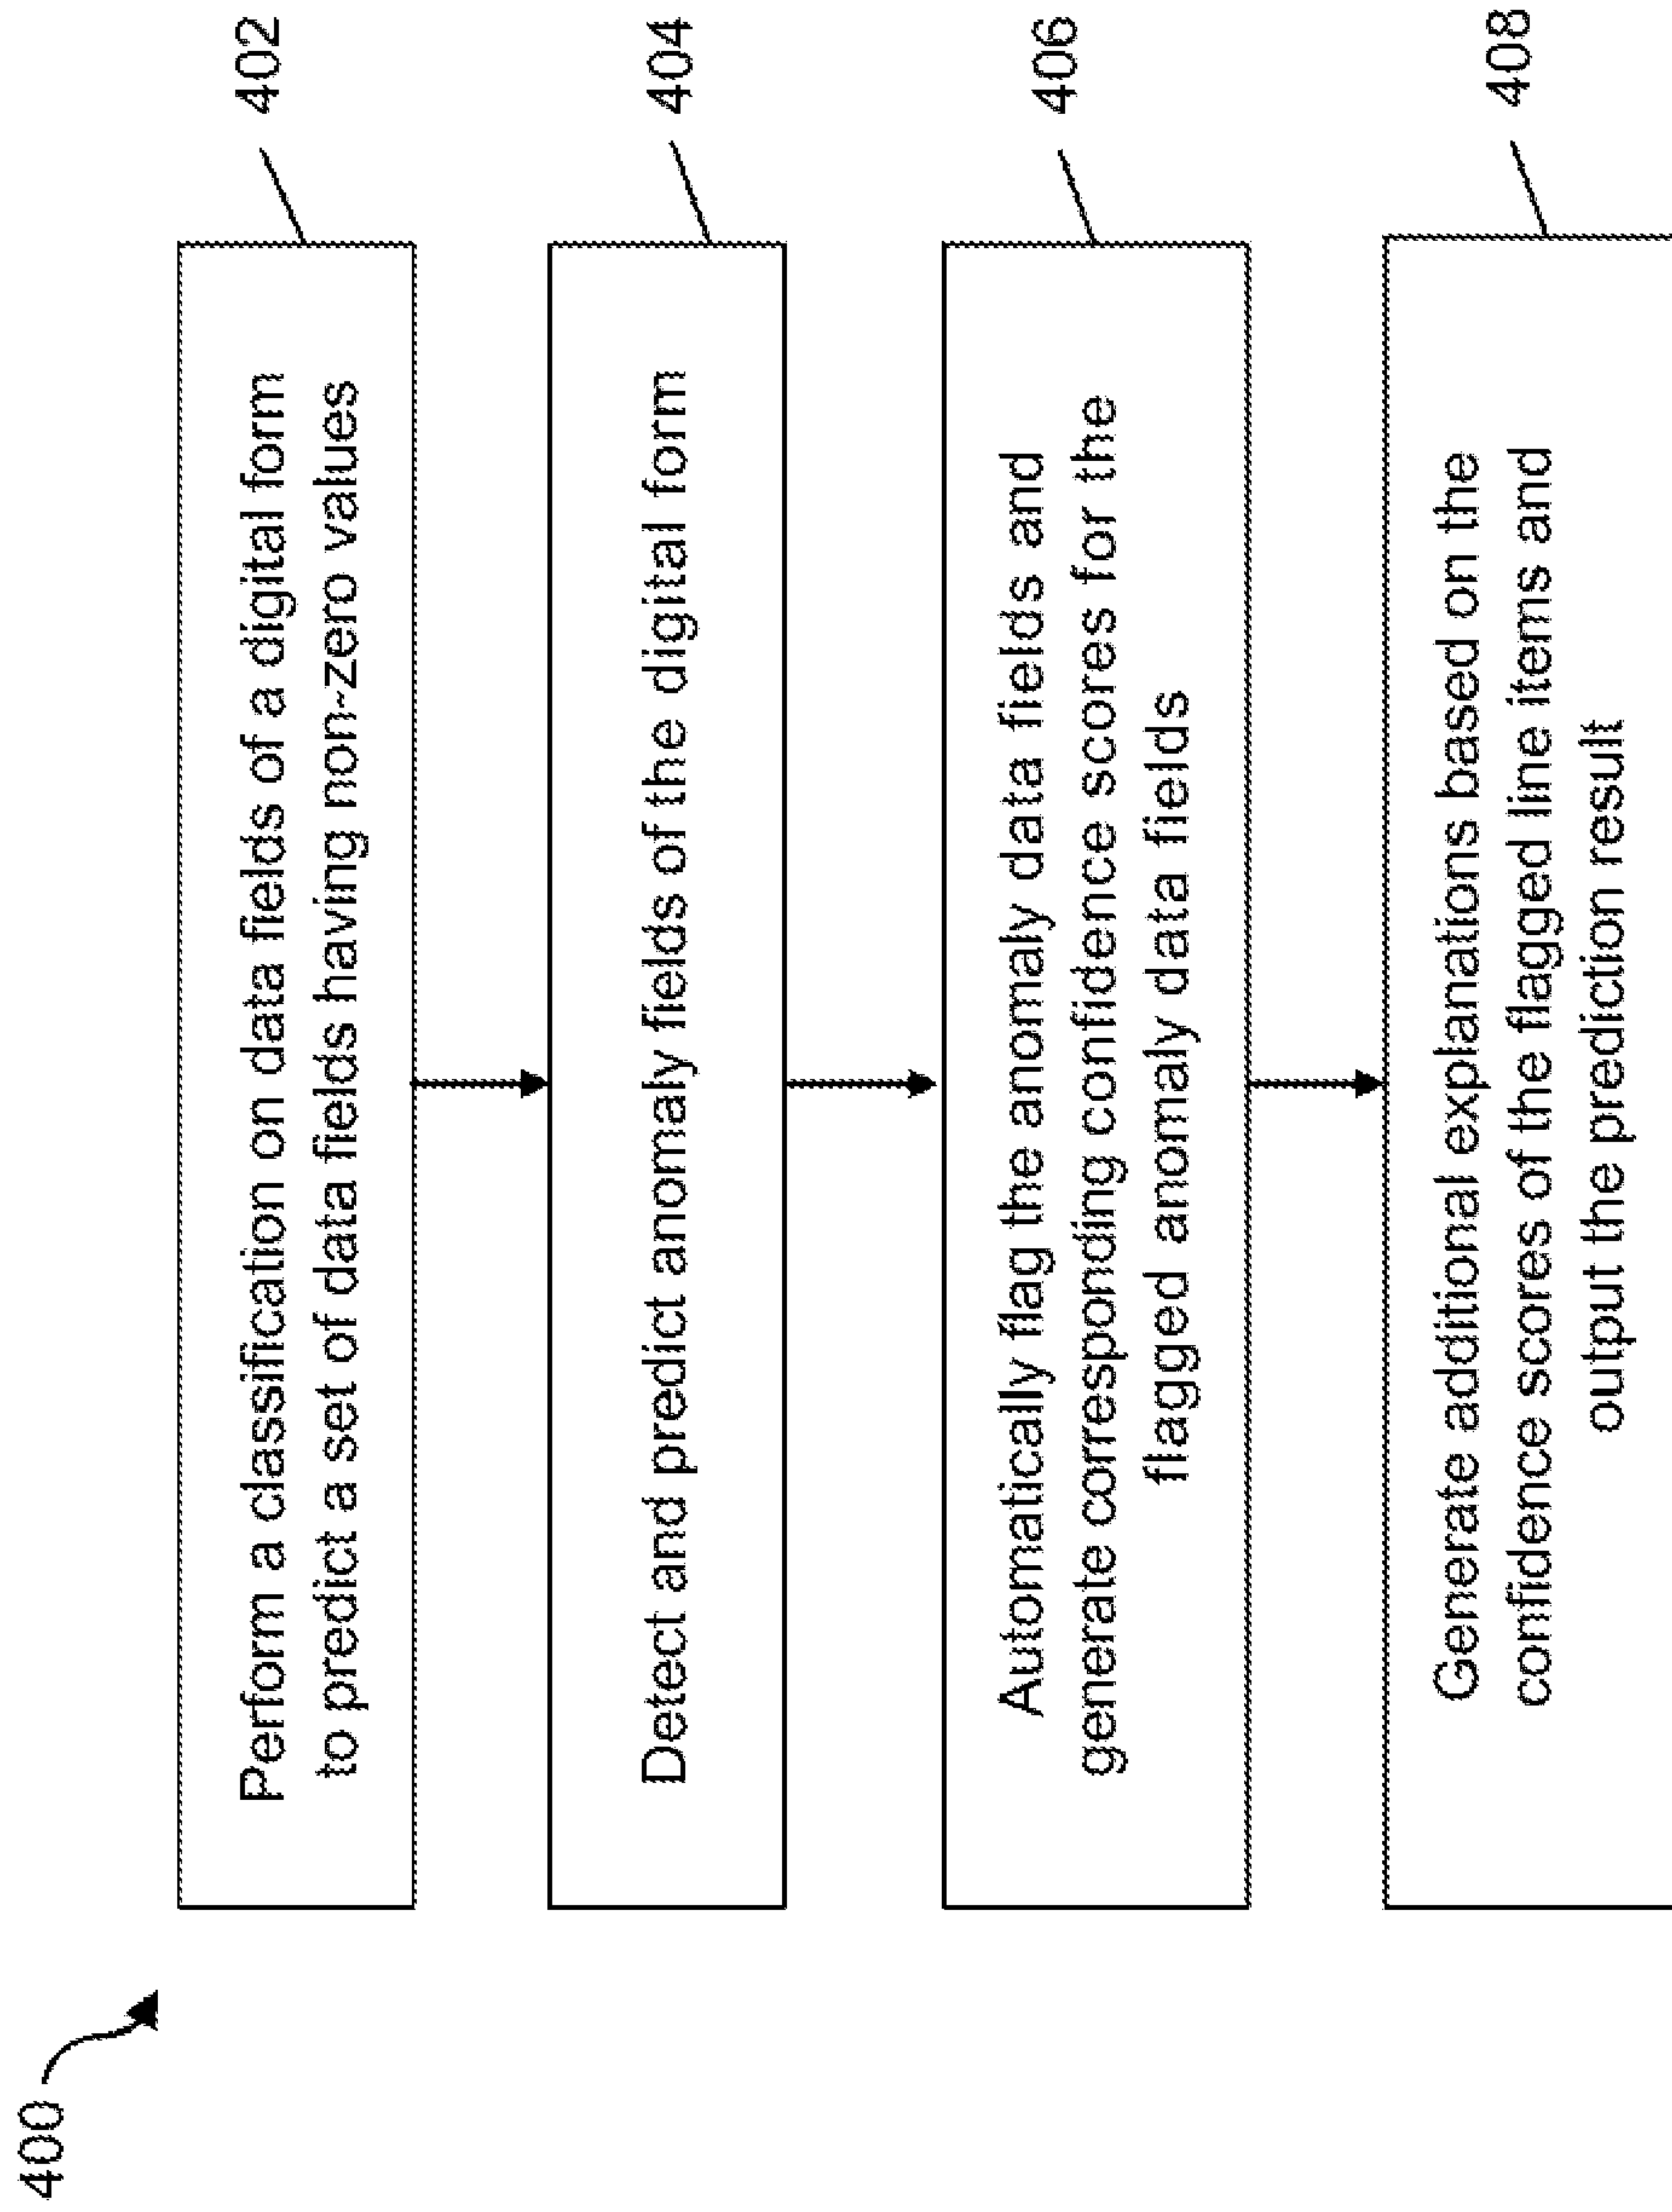 400
Perform a classification on data fields of a digital form
to predict a set of data fields having non-zero values
402
Detect and predict anomaly fields of the digital form
404
Automatically flag the anomaly data fields and
generate corresponding confidence scores for the
flagged anomaly data fields
406
Generate additional explanations based on the
confidence scores of the flagged line items and
output the prediction result
408